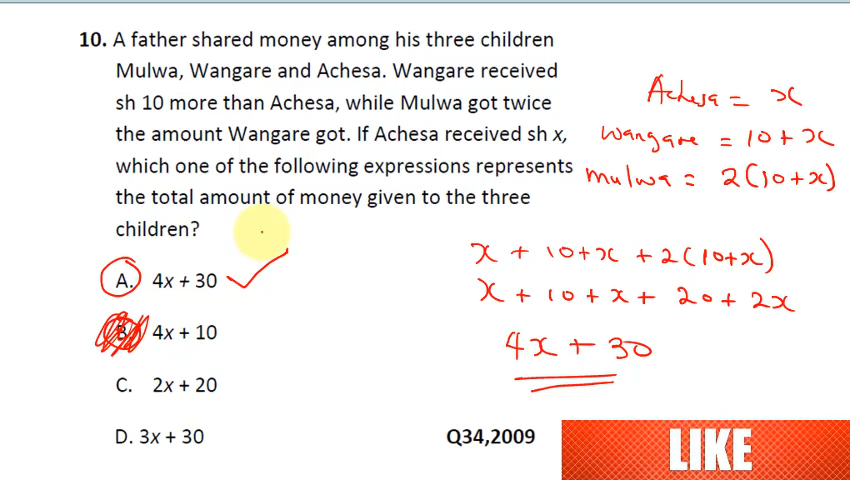 10. A father shared money among his three children
Mulwa, Wangare and Achesa. Wangare received
sh 10 more than Achesa, while Mulwa got twice
the amount Wangare got. If Achesa received sh x,
which one of the following expressions represents
the total amount of money given to the three
children?
A. 4x + 30
B. 4x + 10
C. 2x + 20
D. 3x + 30
Q34,2009
Achesa = x
Wangare = 10 + x
mulwa = 2(10+x)
x + 10+x + 2(10+x)
x + 10 + x + 20 + 2x
4x + 30
LIKE